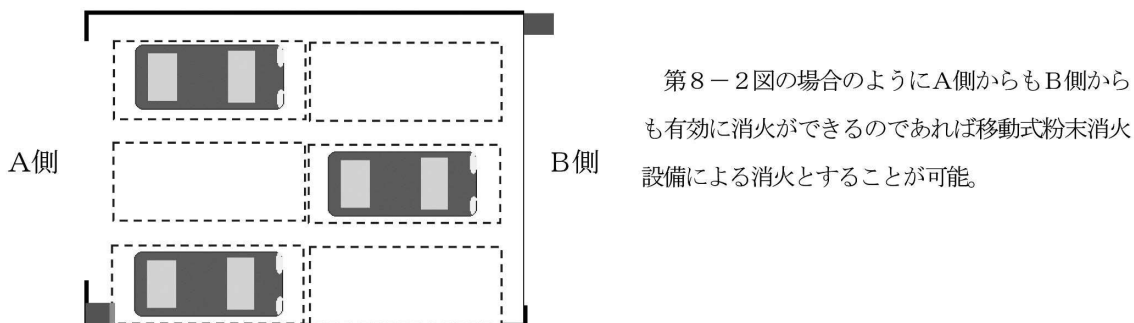 第８－２図の場合のようにＡ側からもＢ側から
も有効に消火ができるのであれば移動式粉末消火
設備による消火とすることが可能。
Ａ側
Ｂ側